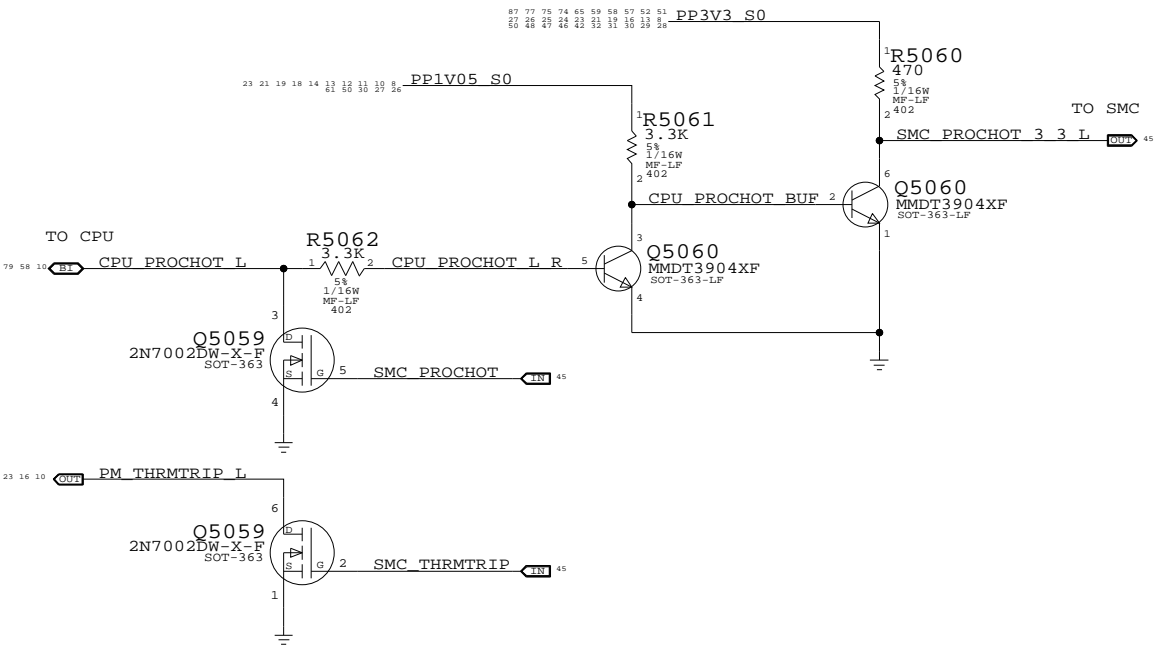 87 77 75 74 65 59 58 57 52 51
27 26 25 24 23 21 19 16 13 8
50 48 47 46 42 32 31 30 29 28
PP3V3_S0
1
R5060
470
5%
1/16W
MF-LF
402
2
23 21 19 18 14 13 12 11 10 8
61 50 30 27 26
PP1V05_S0
1
R5061
3.3K
5%
1/16W
MF-LF
402
2
TO SMC
SMC_PROCHOT_3_3_L
OUT
45
CPU_PROCHOT_BUF
2
6
Q5060
MMDT3904XF
SOT-363-LF
1
TO CPU
79 58 10
BI
CPU_PROCHOT_L
R5062
3.3K
1
2
5%
1/16W
MF-LF
402
CPU_PROCHOT_L_R
5
3
Q5060
MMDT3904XF
SOT-363-LF
4
3
Q5059
2N7002DW-X-F
SOT-363
D
S
G
5
SMC_PROCHOT
IN
45
4
23 16 10
OUT
PM_THRMTRIP_L
6
Q5059
2N7002DW-X-F
SOT-363
D
S
G
2
SMC_THRMTRIP
IN
45
1